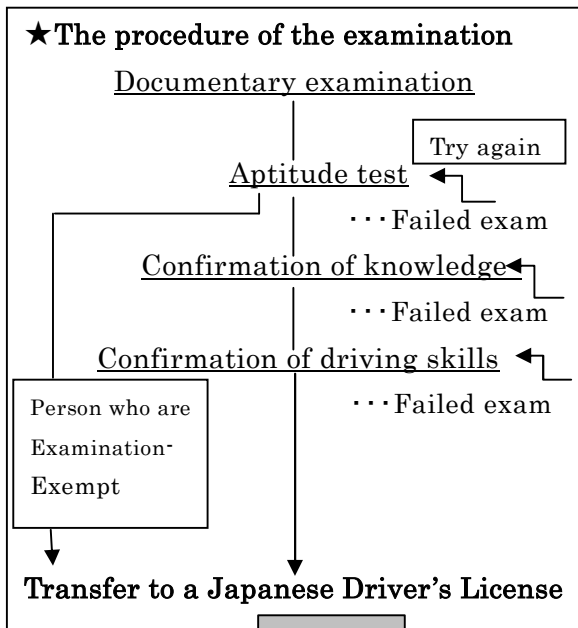 ★The procedure of the examination
Documentary examination
Try again
Aptitude test
・・・Failed exam
Confirmation of knowledge
・・・Failed exam
Confirmation of driving skills
・・・Failed exam
Person who are
Examination-
Exempt
Transfer to a Japanese Driver's License